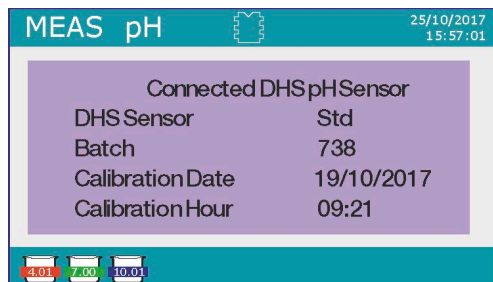 MEAS pH
25/10/2017
15:57:01
Connected DHS pH Sensor
DHS Sensor Std
Batch 738
Calibration Date 19/10/2017
Calibration Hour 09:21
4.01 7.00 10.01